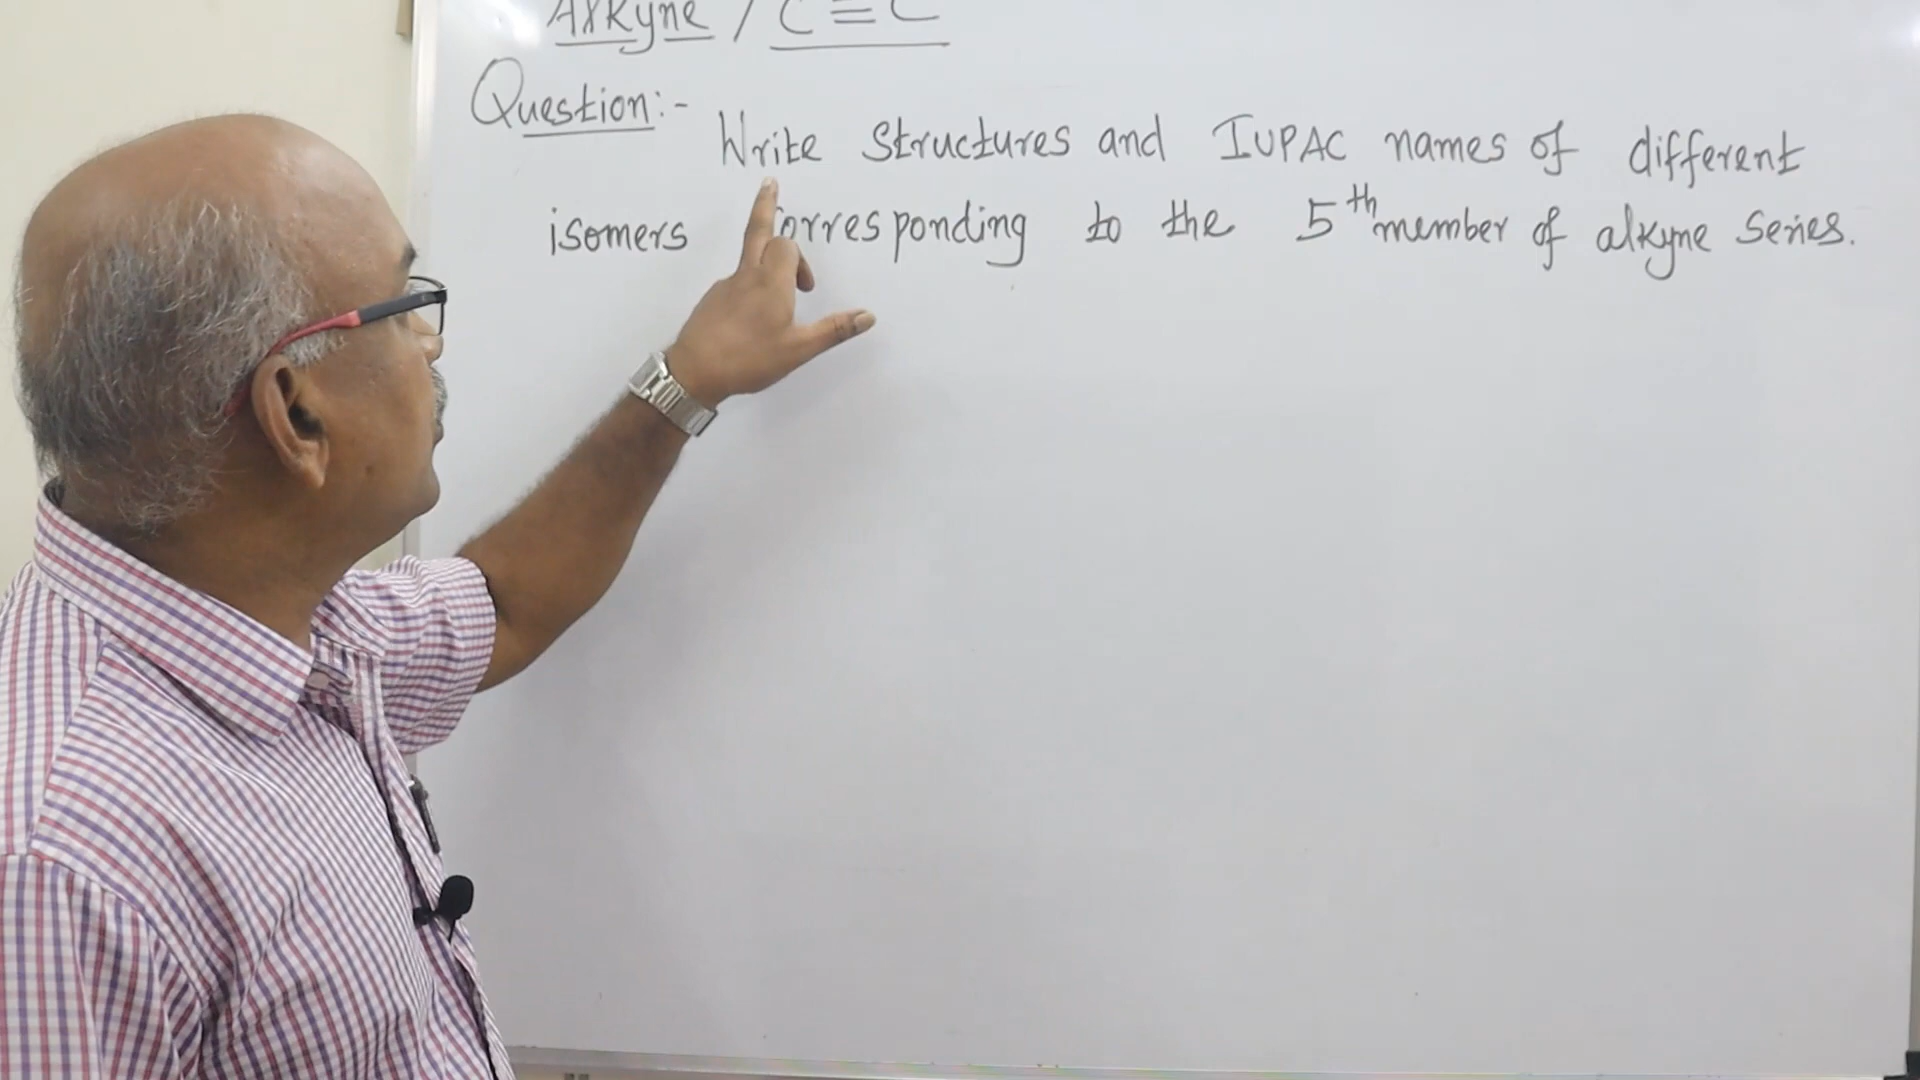 Alkyne / C≡C
Question:-
Write Structures and IUPAC names of different
isomers Corresponding to the 5th member of alkyne Series.